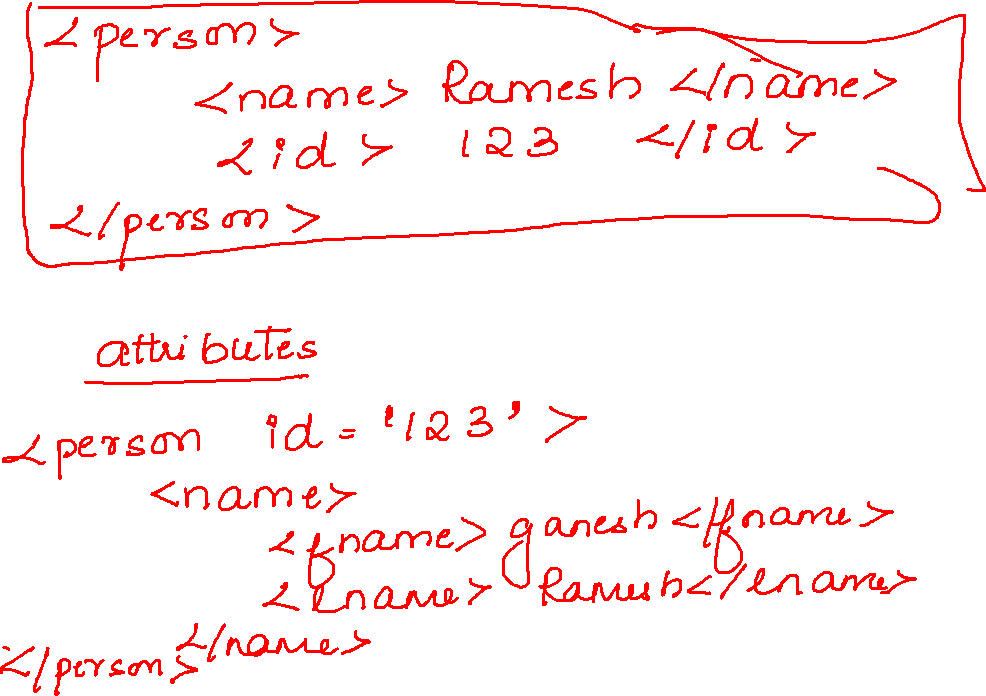 <person>
<name> Ramesh </name>
<id> 123 </id>
</person>
attributes
<person id = '123'>
<name>
<fname> ganesh </fname>
<lname> Ramesh </lname>
</name>
</person>